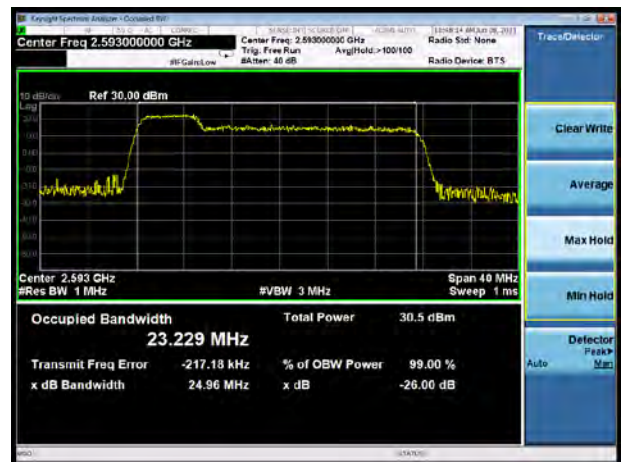 Keysight Spectrum Analyzer - Occupied BW
Center Freq 2.593000000 GHz
Center Freq: 2.593000000 GHz
Radio Std: None
Trig: Free Run
Avg|Hold:>100/100
#IFGain:Low
#Atten: 40 dB
Radio Device: BTS
Trace/Detector
10 dB/div
Ref 30.00 dBm
Log
Clear Write
Average
Max Hold
Min Hold
Center 2.593 GHz
Span 40 MHz
#Res BW 1 MHz
#VBW 3 MHz
Sweep 1 ms
Occupied Bandwidth
Total Power
30.5 dBm
23.229 MHz
Transmit Freq Error
-217.18 kHz
% of OBW Power
99.00 %
x dB Bandwidth
24.96 MHz
x dB
-26.00 dB
Detector
Peak▶
Auto
Man
MSG
STATUS